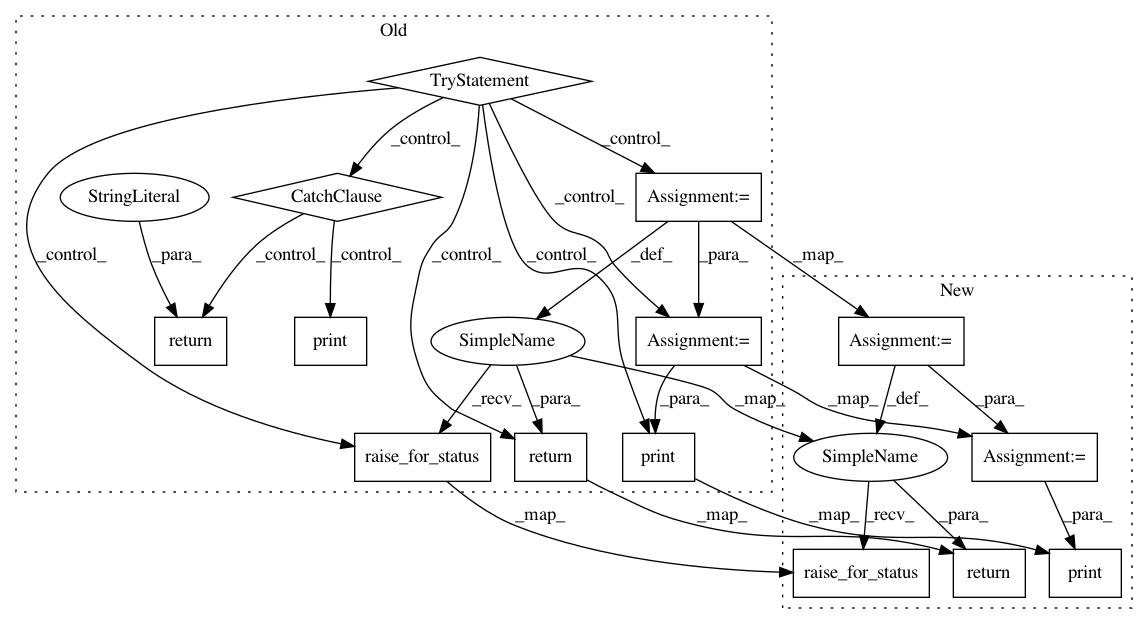 Old
TryStatement
_control_
_control_
StringLiteral
CatchClause
_control_
Assignment:=
_control_
_para_
_control_
_control_
_control_
_control_
_def_
_para_
_map_
New
return
print
SimpleName
Assignment:=
Assignment:=
_recv_
_para_
_para_
_map_
_map_
_def_
_para_
raise_for_status
return
print
SimpleName
Assignment:=
_map_
_map_
_map_
_recv_
_para_
_para_
raise_for_status
return
print